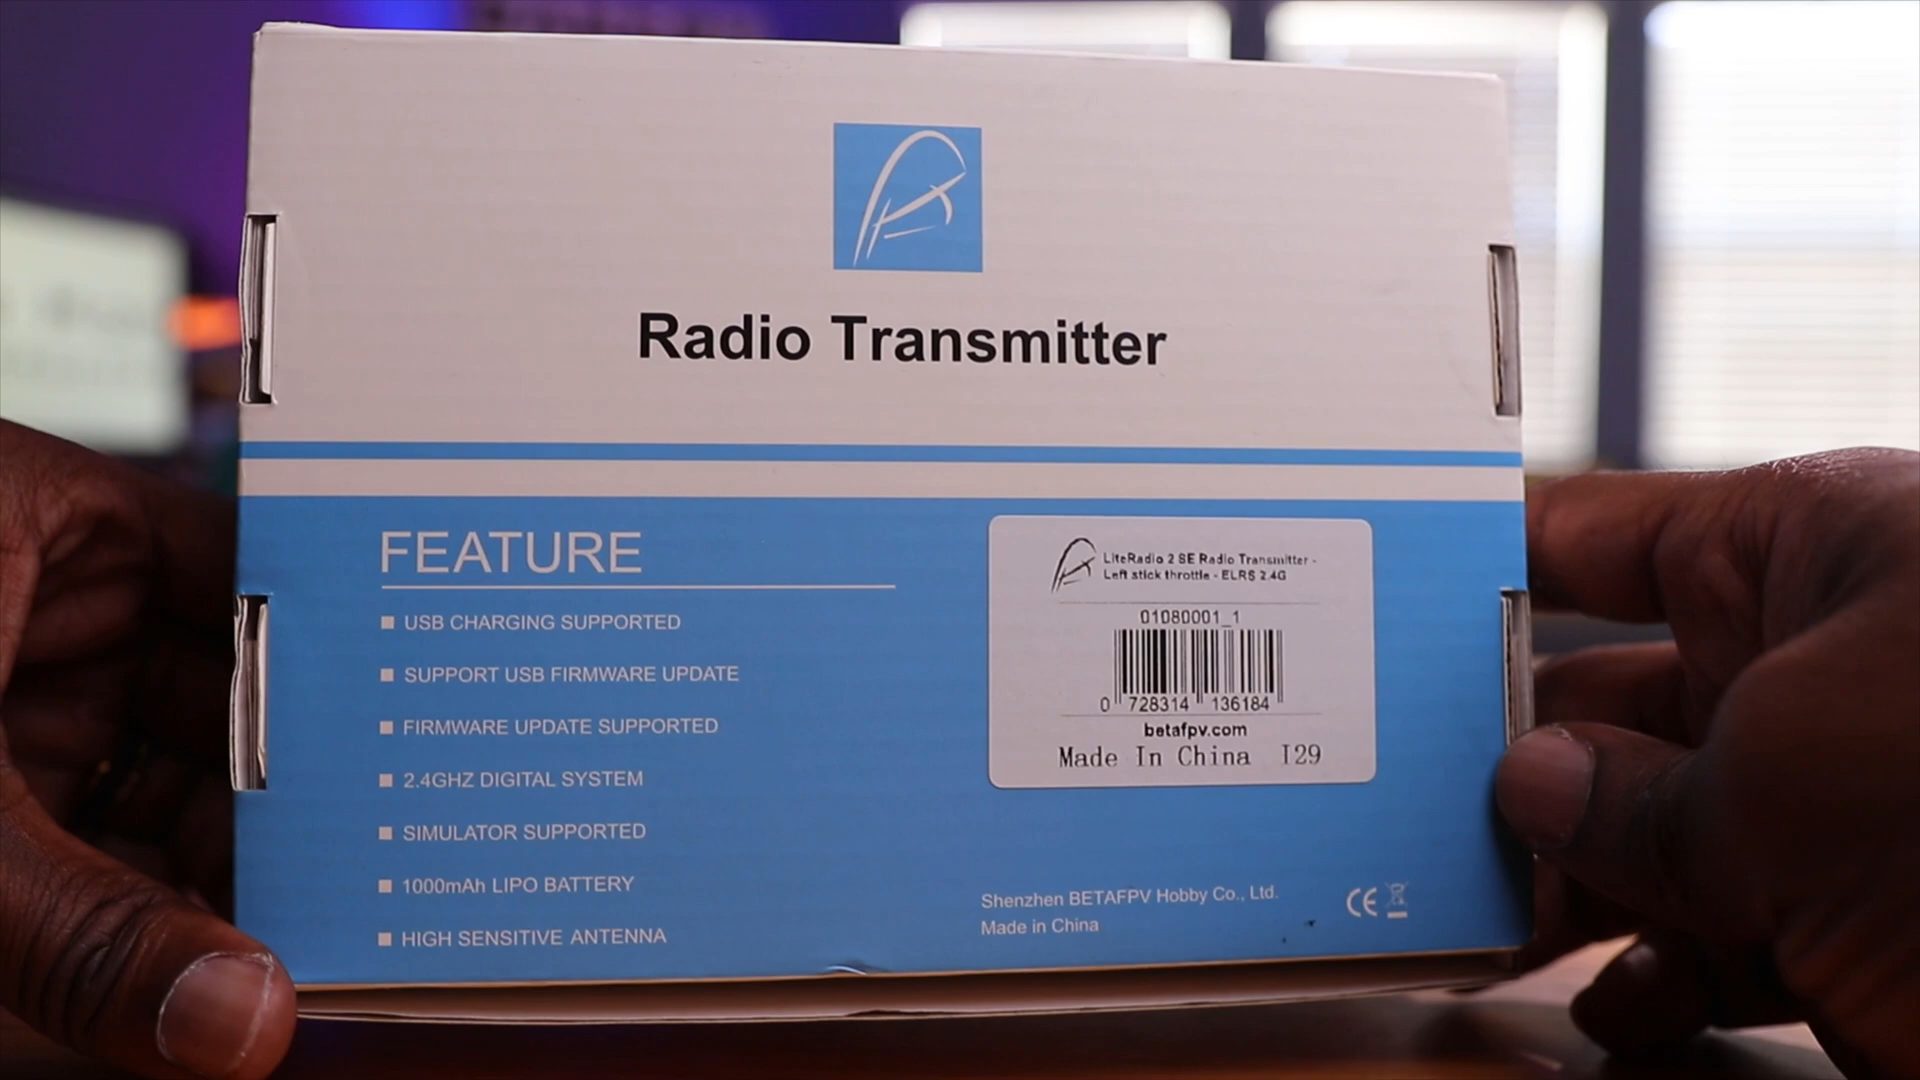 Radio Transmitter
FEATURE
USB CHARGING SUPPORTED
SUPPORT USB FIRMWARE UPDATE
FIRMWARE UPDATE SUPPORTED
2.4GHZ DIGITAL SYSTEM
SIMULATOR SUPPORTED
1000mAh LIPO BATTERY
HIGH SENSITIVE ANTENNA
LiteRadio 2 SE Radio Transmitter -
Left stick throttle - ELRS 2.4G
01080001_1
0 728314 136184
betafpv.com
Made In China I29
Shenzhen BETAFPV Hobby Co., Ltd.
Made in China
CE